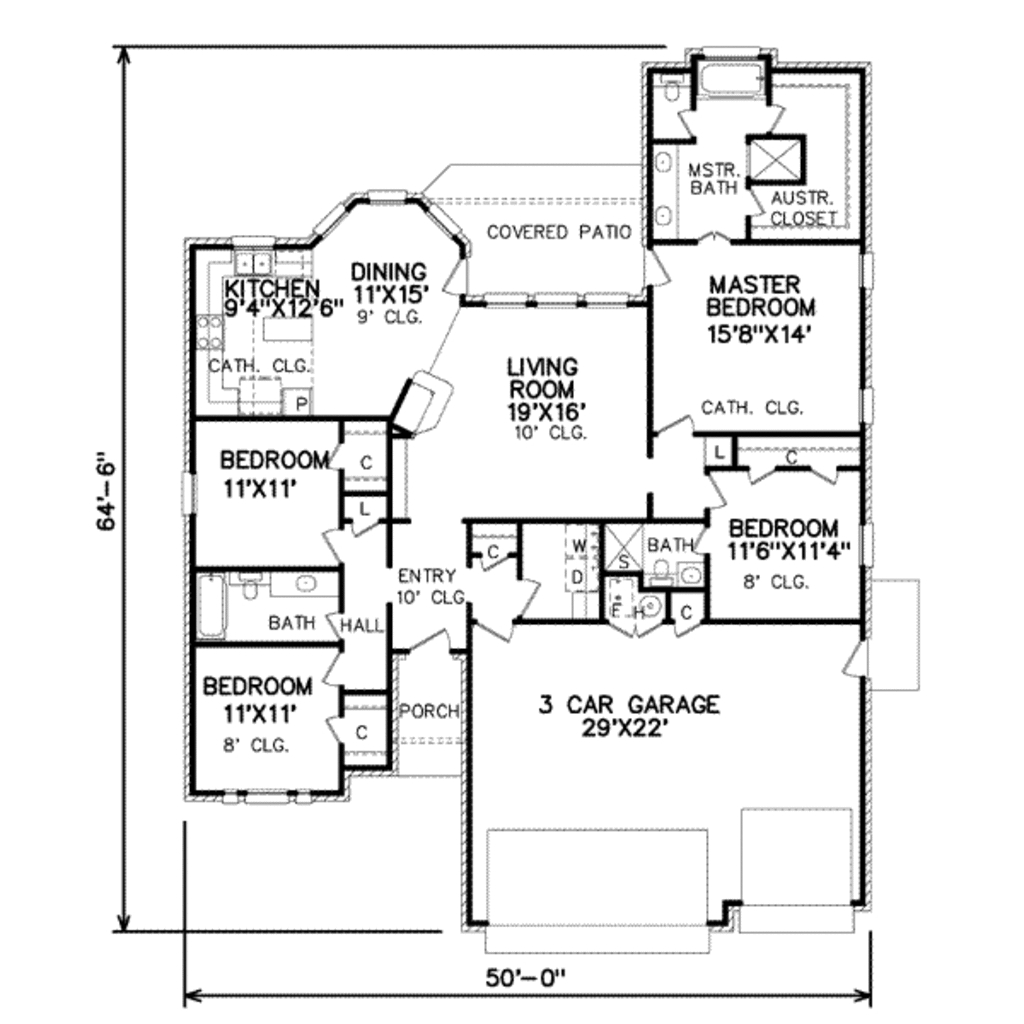 MSTR.
BATH
AUSTR.
CLOSET
COVERED PATIO
KITCHEN
9'4"X12'6"
CATH. CLG.
P
DINING
11'X15'
9' CLG.
MASTER
BEDROOM
15'8"X14'
CATH. CLG.
LIVING
ROOM
19'X16'
10' CLG.
BEDROOM
11'X11'
C
L
L
C
BEDROOM
11'6"X11'4"
8' CLG.
C
W
D
S
BATH
F
H
C
ENTRY
10' CLG
BATH
HALL
BEDROOM
11'X11'
8' CLG.
C
PORCH
3 CAR GARAGE
29'X22'
64'-6"
50'-0"